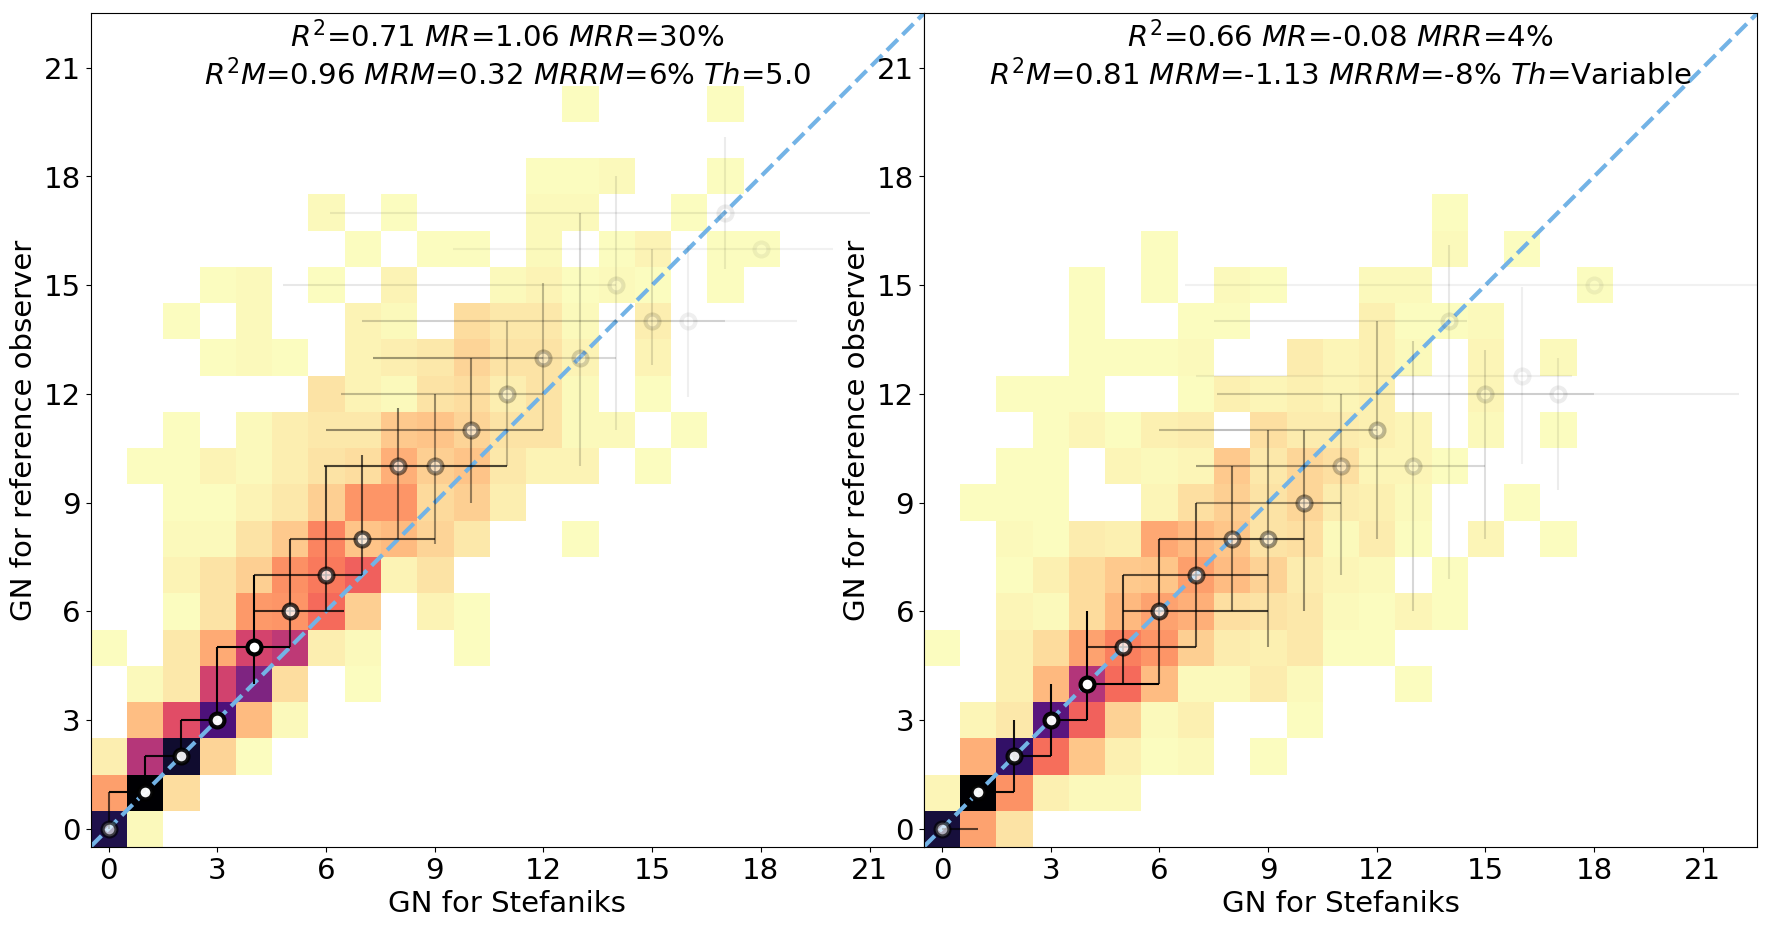 R²=0.71 MR=1.06 MRR=30%
R²M=0.96 MRM=0.32 MRRM=6% Th=5.0
GN for reference observer
21
18
15
12
9
6
3
0
0 3 6 9 12 15 18 21
GN for Stefaniks
R²=0.66 MR=-0.08 MRR=4%
R²M=0.81 MRM=-1.13 MRRM=-8% Th=Variable
GN for reference observer
21
18
15
12
9
6
3
0
0 3 6 9 12 15 18 21
GN for Stefaniks